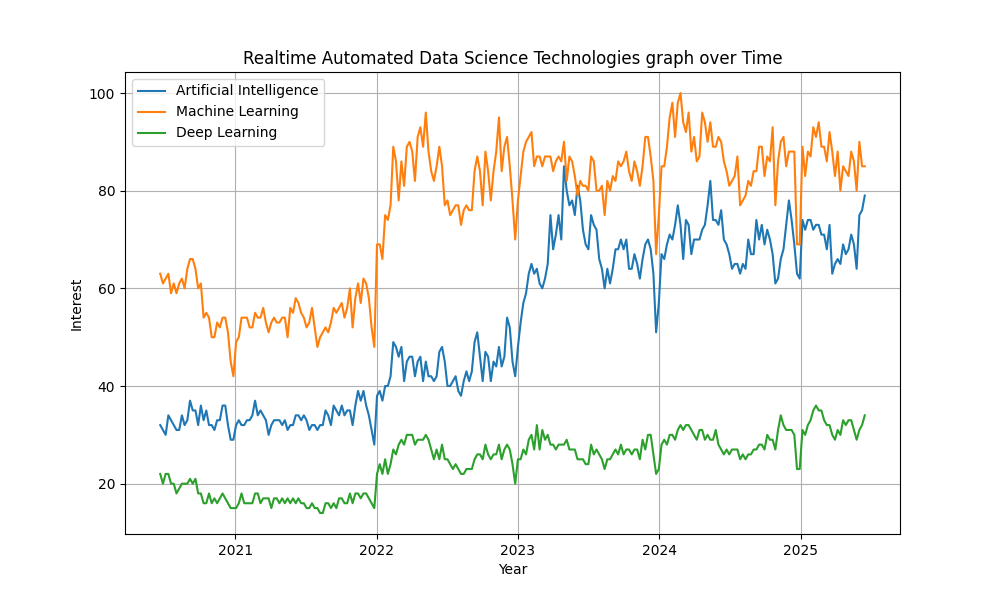 Realtime Automated Data Science Technologies graph over Time
Artificial Intelligence
Machine Learning
Deep Learning
100
80
60
40
20
Interest
2021 2022 2023 2024 2025
Year